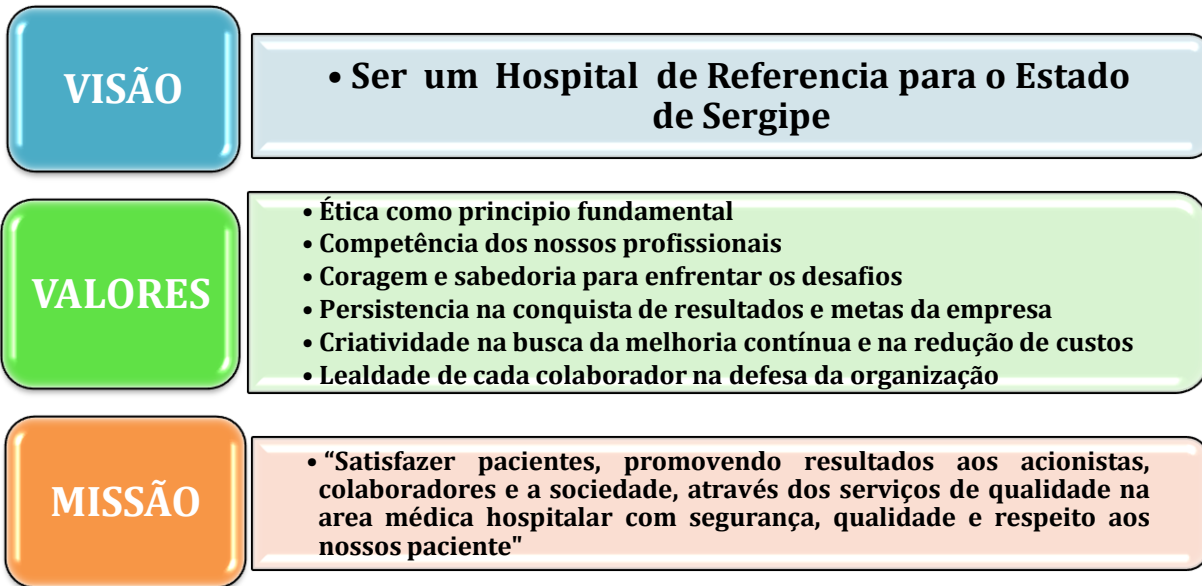 VISÃO
• Ser um Hospital de Referencia para o Estado
de Sergipe
VALORES
• Ética como principio fundamental
• Competência dos nossos profissionais
• Coragem e sabedoria para enfrentar os desafios
• Persistencia na conquista de resultados e metas da empresa
• Criatividade na busca da melhoria contínua e na redução de custos
• Lealdade de cada colaborador na defesa da organização
MISSÃO
• “Satisfazer pacientes, promovendo resultados aos acionistas,
colaboradores e a sociedade, através dos serviços de qualidade na
area médica hospitalar com segurança, qualidade e respeito aos
nossos paciente"